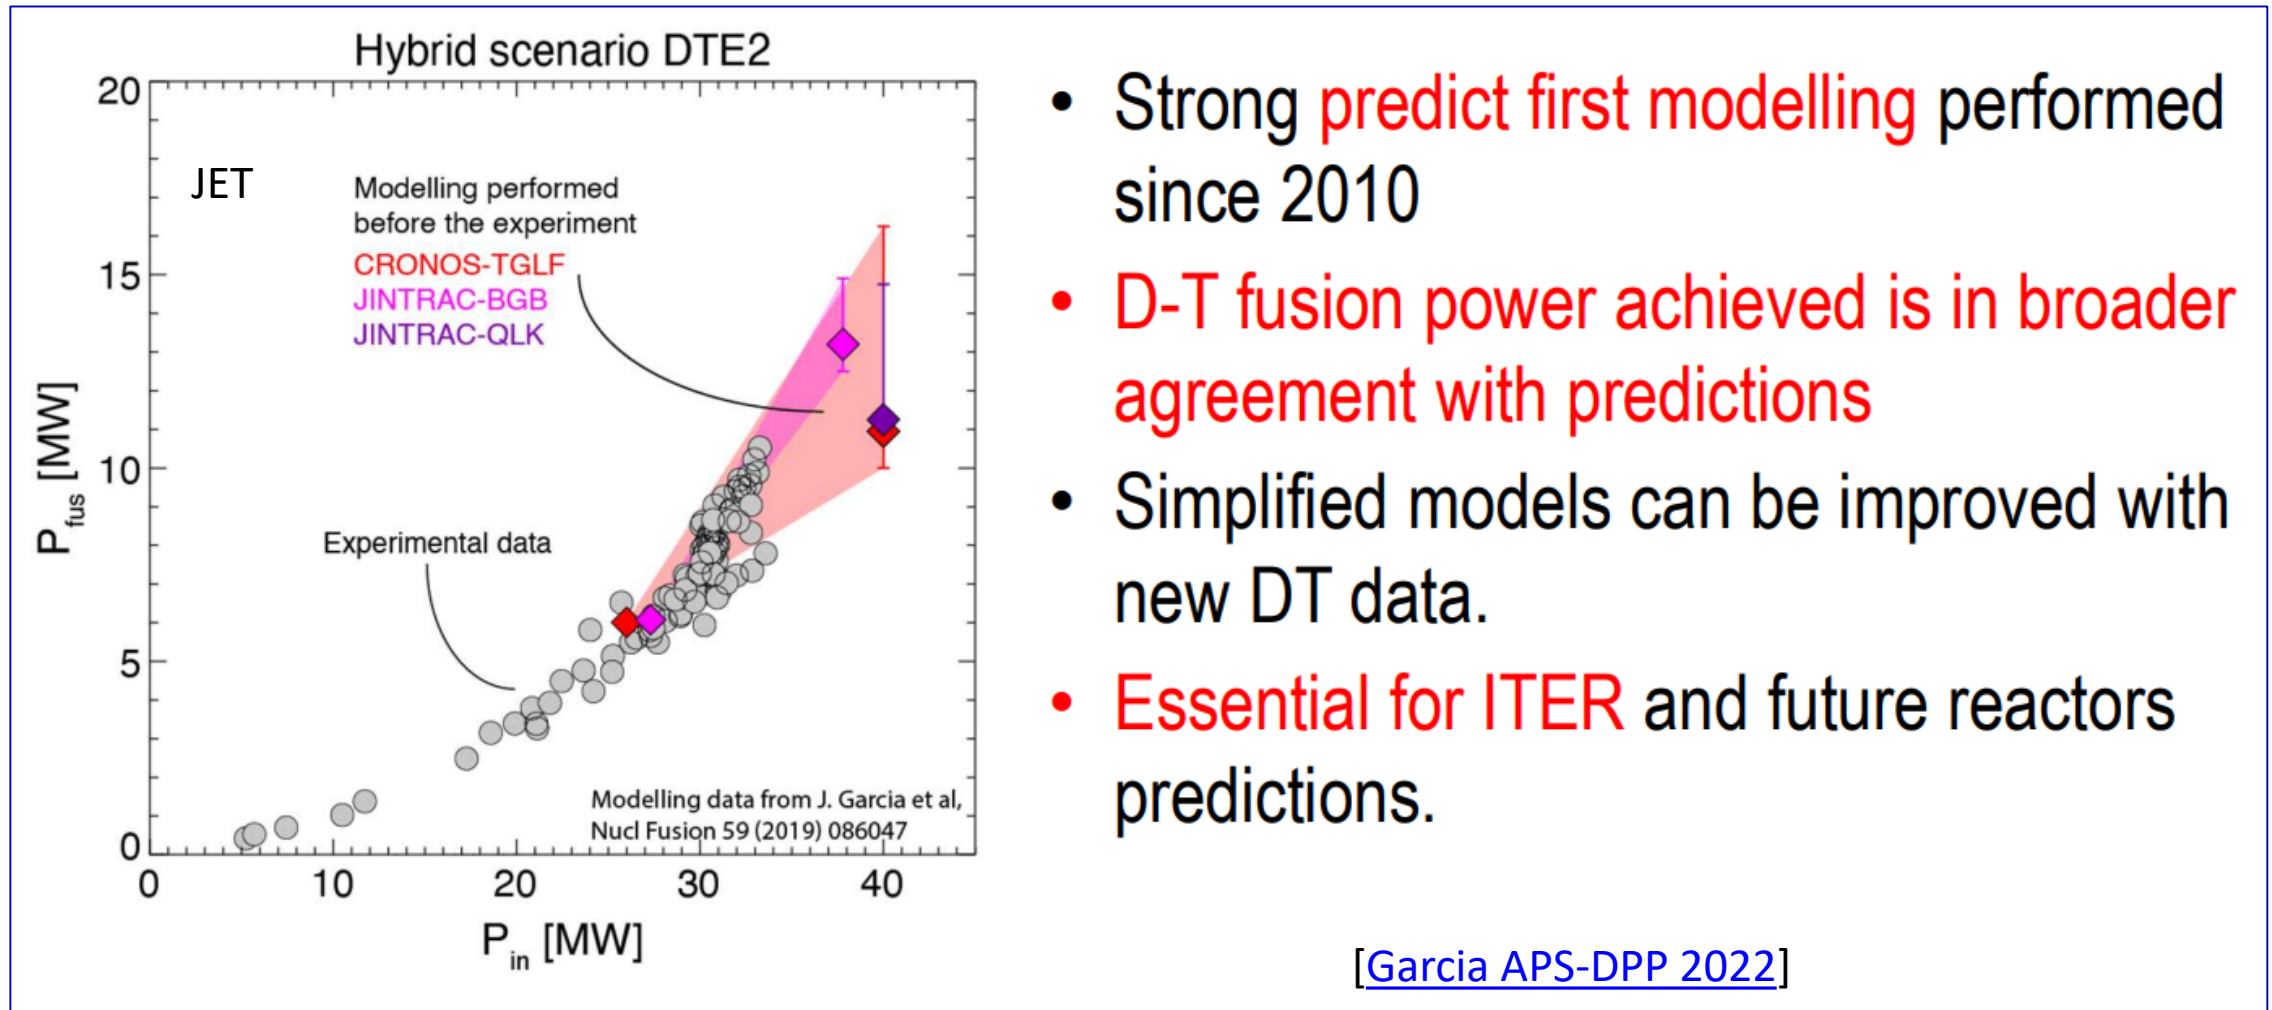 Hybrid scenario DTE2
20
15
10
5
0
0
10
20
30
40
P_fus [MW]
P_in [MW]
JET
Modelling performed
before the experiment
CRONOS-TGLF
JINTRAC-BGB
JINTRAC-QLK
Experimental data
Modelling data from J. Garcia et al,
Nucl Fusion 59 (2019) 086047
• Strong predict first modelling performed
since 2010
• D-T fusion power achieved is in broader
agreement with predictions
• Simplified models can be improved with
new DT data.
• Essential for ITER and future reactors
predictions.
[Garcia APS-DPP 2022]